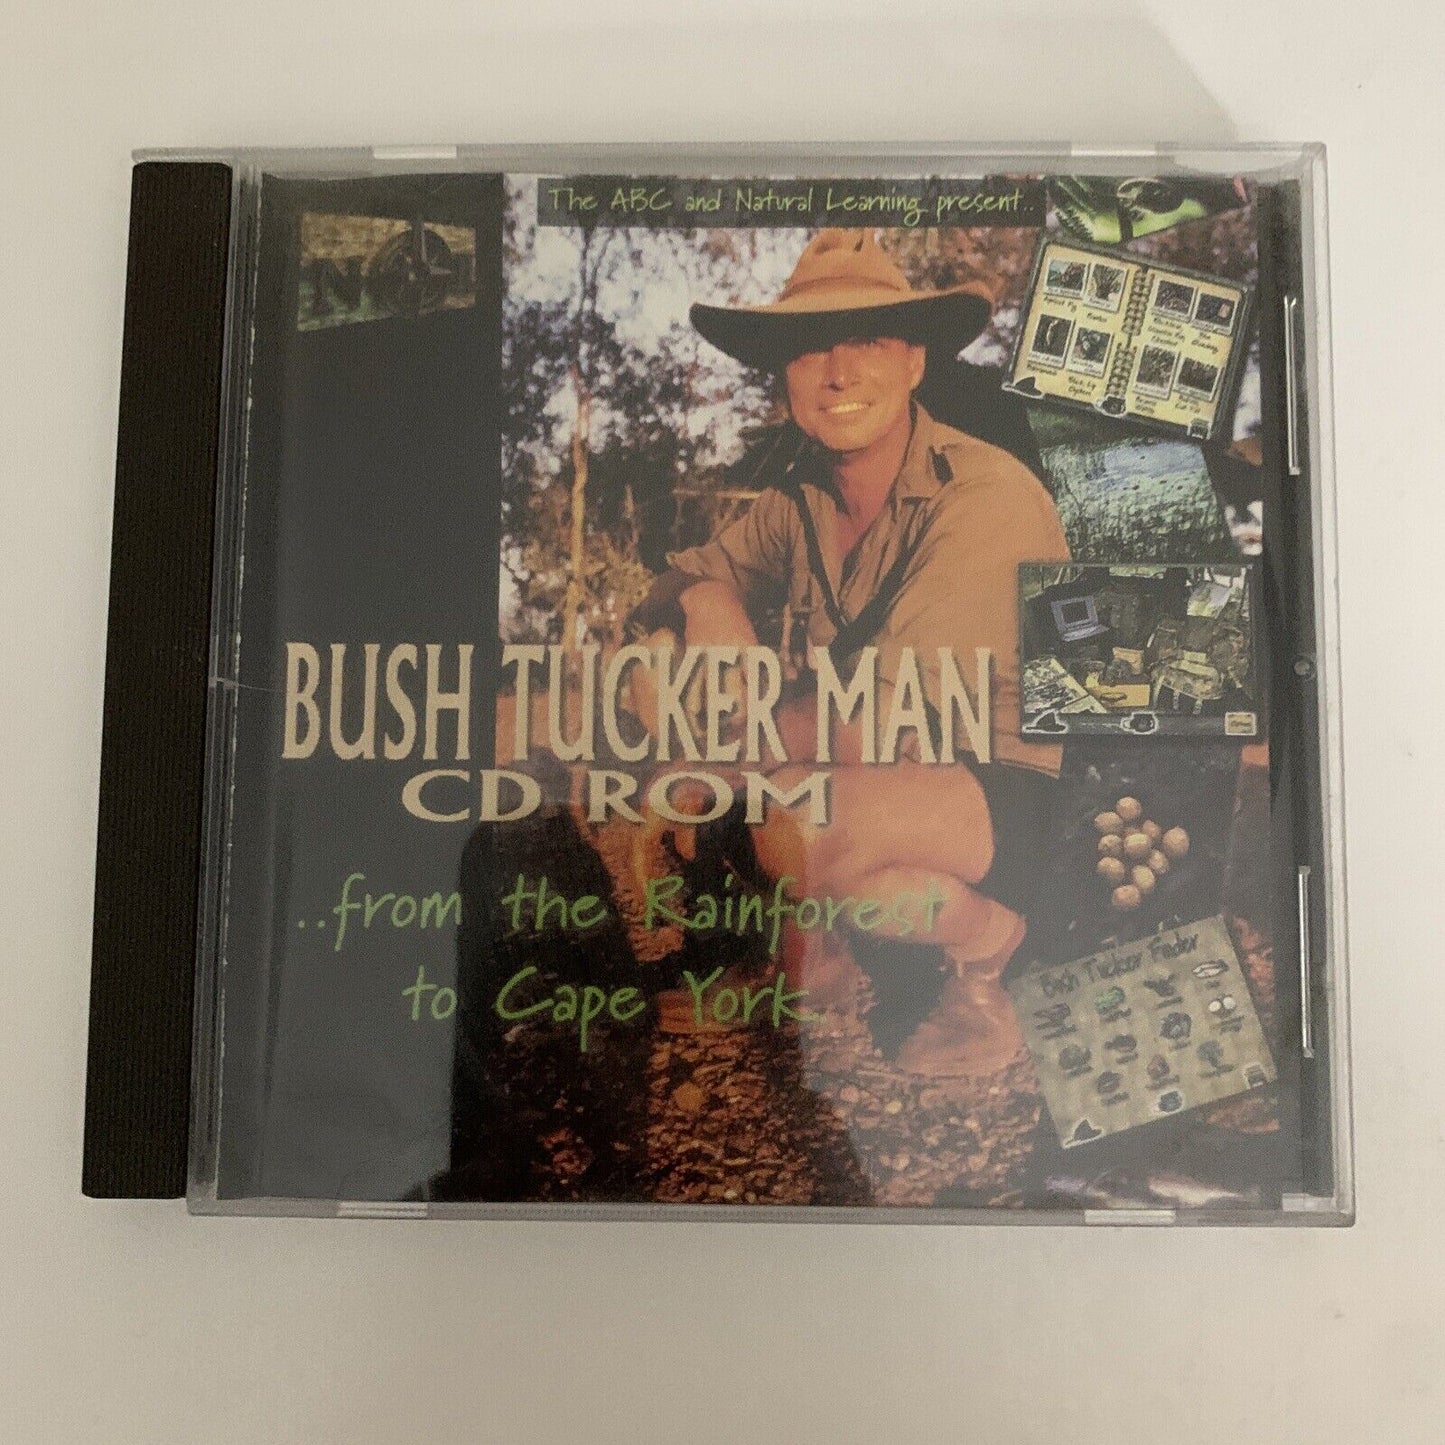 The ABC and Natural Learning present..
BUSH TUCKER MAN
CD ROM
..from the Rainforest
to Cape York
Bush Tucker Finder